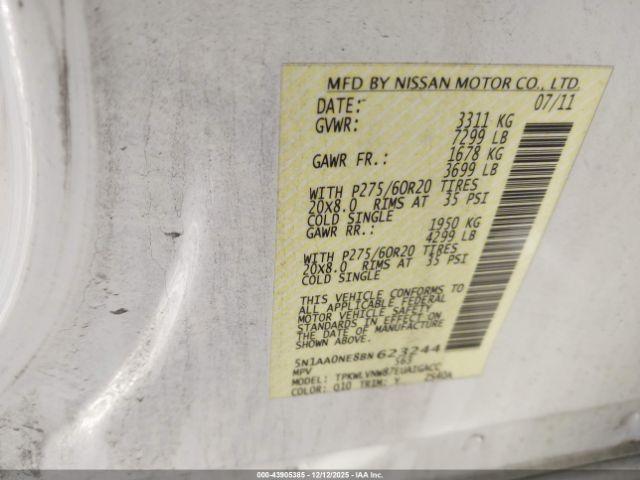 MFD BY NISSAN MOTOR CO., LTD.
DATE: 07/11
GVWR: 3311 KG
7299 LB
GAWR FR.: 1678 KG
3699 LB
WITH P275/60R20 TIRES
20X8.0 RIMS AT 35 PSI
COLD SINGLE
GAWR RR.: 1950 KG
4299 LB
WITH P275/60R20 TIRES
20X8.0 RIMS AT 35 PSI
COLD SINGLE
THIS VEHICLE CONFORMS TO
ALL APPLICABLE FEDERAL
MOTOR VEHICLE SAFETY
STANDARDS IN EFFECT ON
THE DATE OF MANUFACTURE
SHOWN ABOVE.
5N1AA0NE8BN623244
MPV
MODEL: TPKWLVNW87EUAIGACC
COLOR: Q10 TRIM: Y
000-43905385 - 12/12/2025 - IAA Inc.